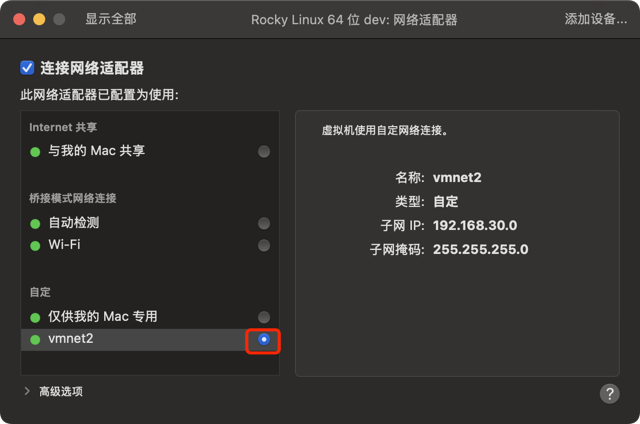 显示全部
Rocky Linux 64 位 dev: 网络适配器
添加设备...
连接网络适配器
此网络适配器已配置为使用:
Internet 共享
与我的 Mac 共享
桥接模式网络连接
自动检测
Wi-Fi
自定
仅供我的 Mac 专用
vmnet2
虚拟机使用自定网络连接。
名称: vmnet2
类型: 自定
子网 IP: 192.168.30.0
子网掩码: 255.255.255.0
高级选项
?